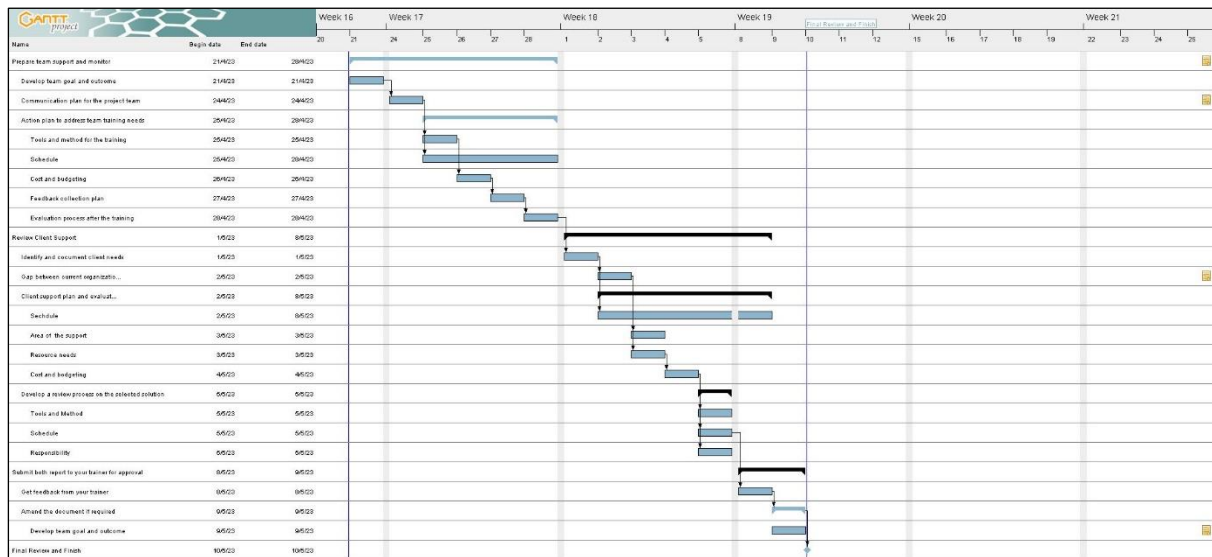 GANTT
project
Week 16 Week 17 Week 18 Week 19 Week 20 Week 21
Final Review and Finish
20 21 24 25 26 27 28 1 2 3 4 5 8 9 10 11 12 15 16 17 18 19 22 23 24 25 26
Name Begin date End date
Prepare team support and monitor 21/4/23 28/4/23
Develop team goal and outcome 21/4/23 21/4/23
Communication plan for the project team 24/4/23 24/4/23
Action plan to address team training needs 25/4/23 28/4/23
Tools and method for the training 25/4/23 25/4/23
Schedule 25/4/23 28/4/23
Cost and budgeting 26/4/23 26/4/23
Feedback collection plan 27/4/23 27/4/23
Evaluation process after the training 28/4/23 28/4/23
Review Client Support 1/5/23 8/5/23
Identify and document client needs 1/5/23 1/5/23
Gap between current organizatio... 2/5/23 2/5/23
Client support plan and evaluat... 2/5/23 8/5/23
Sechdule 2/5/23 8/5/23
Area of the support 3/5/23 3/5/23
Resource needs 3/5/23 3/5/23
Cost and bodgeting 4/5/23 4/5/23
Develop a review process on the selected solution 5/5/23 5/5/23
Tools and Method 5/5/23 5/5/23
Schedule 5/5/23 5/5/23
Responsibility 5/5/23 5/5/23
Submit both report to your trainer for approval 8/5/23 9/5/23
Get feedback from your trainer 8/5/23 8/5/23
Amend the document if required 9/5/23 9/5/23
Develop team goal and outcome 9/5/23 9/5/23
Final Review and Finish 10/5/23 10/5/23